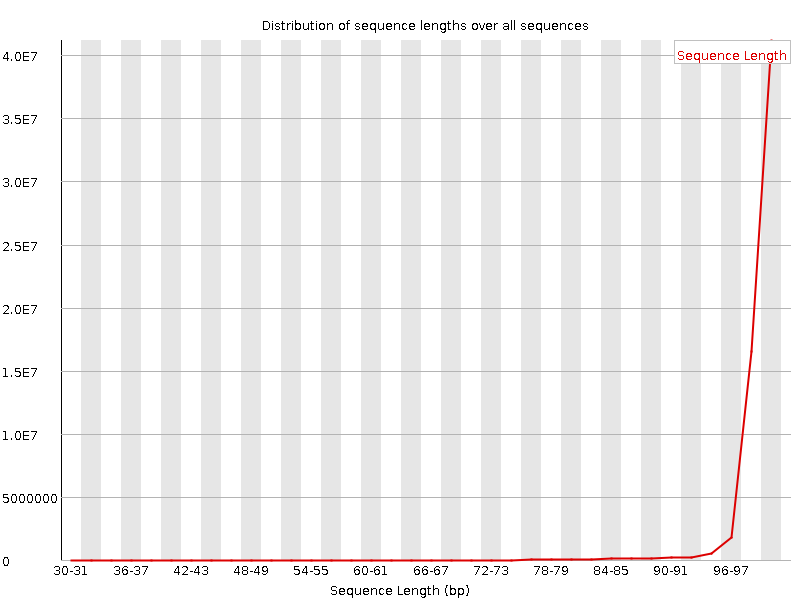 Distribution of sequence lengths over all sequences
Sequence Length
4.0E7
3.5E7
3.0E7
2.5E7
2.0E7
1.5E7
1.0E7
5000000
0
30-31 36-37 42-43 48-49 54-55 60-61 66-67 72-73 78-79 84-85 90-91 96-97
Sequence Length (bp)